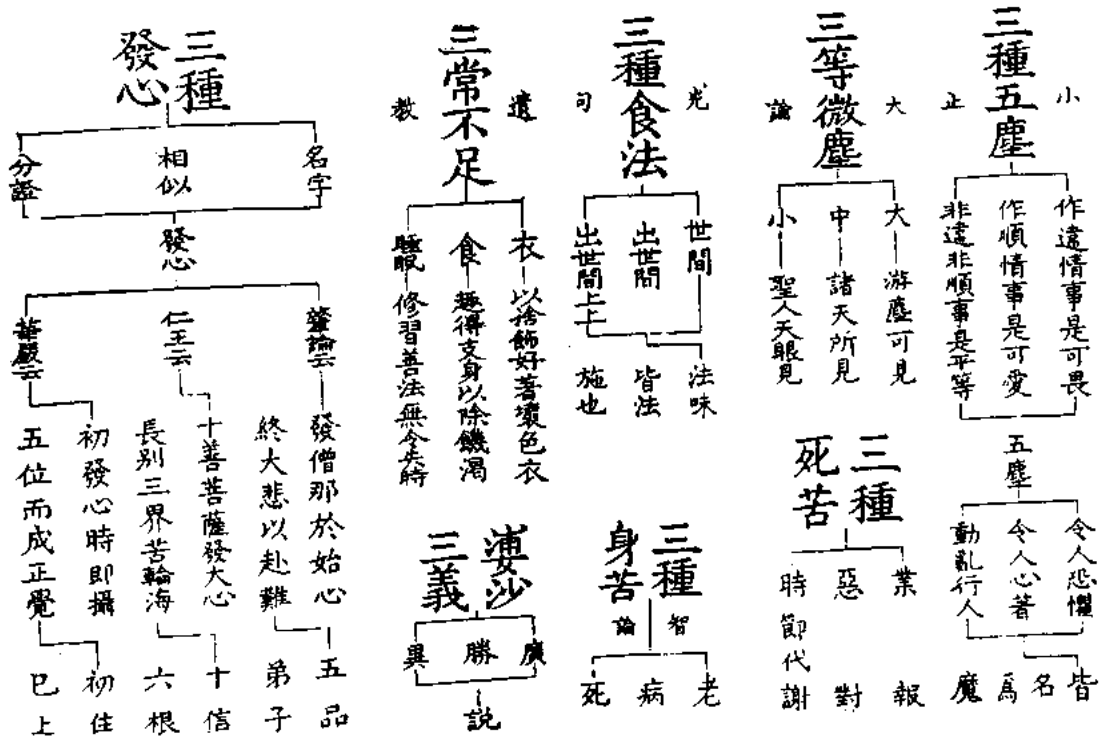 三種五塵
小
正
作違情事是可畏
作順情事是可愛
非違非順事是平等
五塵
令人恐懼
令人心著
動亂行人
皆
名
爲
魔
三等微塵
大
論
大
游塵可見
中
諸天所見
小
聖人天眼見
三種
死苦
業
報
惡
對
時節代謝
三種食法
光
句
世間
出世間
出世間上上
法味
皆法
施也
三種
身苦
智
論
老
病
死
三常不足
遺
教
衣
以捨飾好著壞色衣
食
趣得支身以除饑渴
睡眠
修習善法無令失時
婆沙
三義
廣
勝
異
說
三種
發心
名字
相似
分證
發心
肇論云
發僧那於始心
終大悲以赴難
五品
弟子
仁王云
十善菩薩發大心
長別三界苦輪海
十信
六根
華嚴云
初發心時即攝
五位而成正覺
初住
巳上